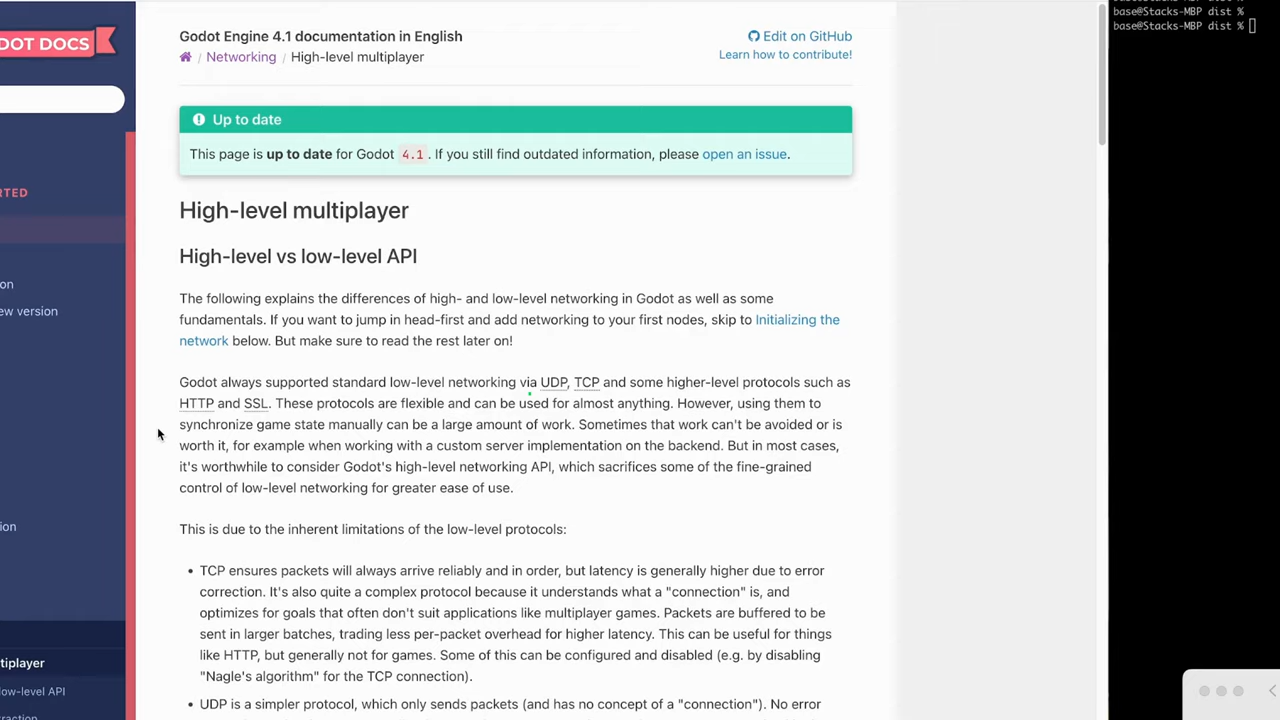 DOT DOCS
RTED
on
ew version
ion
tiplayer
low-level API
Godot Engine 4.1 documentation in English
Edit on GitHub
/ Networking / High-level multiplayer
Learn how to contribute!
Up to date
This page is up to date for Godot 4.1. If you still find outdated information, please open an issue.
High-level multiplayer
High-level vs low-level API
The following explains the differences of high- and low-level networking in Godot as well as some
fundamentals. If you want to jump in head-first and add networking to your first nodes, skip to Initializing the
network below. But make sure to read the rest later on!
Godot always supported standard low-level networking via UDP, TCP and some higher-level protocols such as
HTTP and SSL. These protocols are flexible and can be used for almost anything. However, using them to
synchronize game state manually can be a large amount of work. Sometimes that work can't be avoided or is
worth it, for example when working with a custom server implementation on the backend. But in most cases,
it's worthwhile to consider Godot's high-level networking API, which sacrifices some of the fine-grained
control of low-level networking for greater ease of use.
This is due to the inherent limitations of the low-level protocols:
• TCP ensures packets will always arrive reliably and in order, but latency is generally higher due to error
correction. It's also quite a complex protocol because it understands what a "connection" is, and
optimizes for goals that often don't suit applications like multiplayer games. Packets are buffered to be
sent in larger batches, trading less per-packet overhead for higher latency. This can be useful for things
like HTTP, but generally not for games. Some of this can be configured and disabled (e.g. by disabling
"Nagle's algorithm" for the TCP connection).
• UDP is a simpler protocol, which only sends packets (and has no concept of a "connection"). No error
base@Stacks-MBP dist %
base@Stacks-MBP dist %